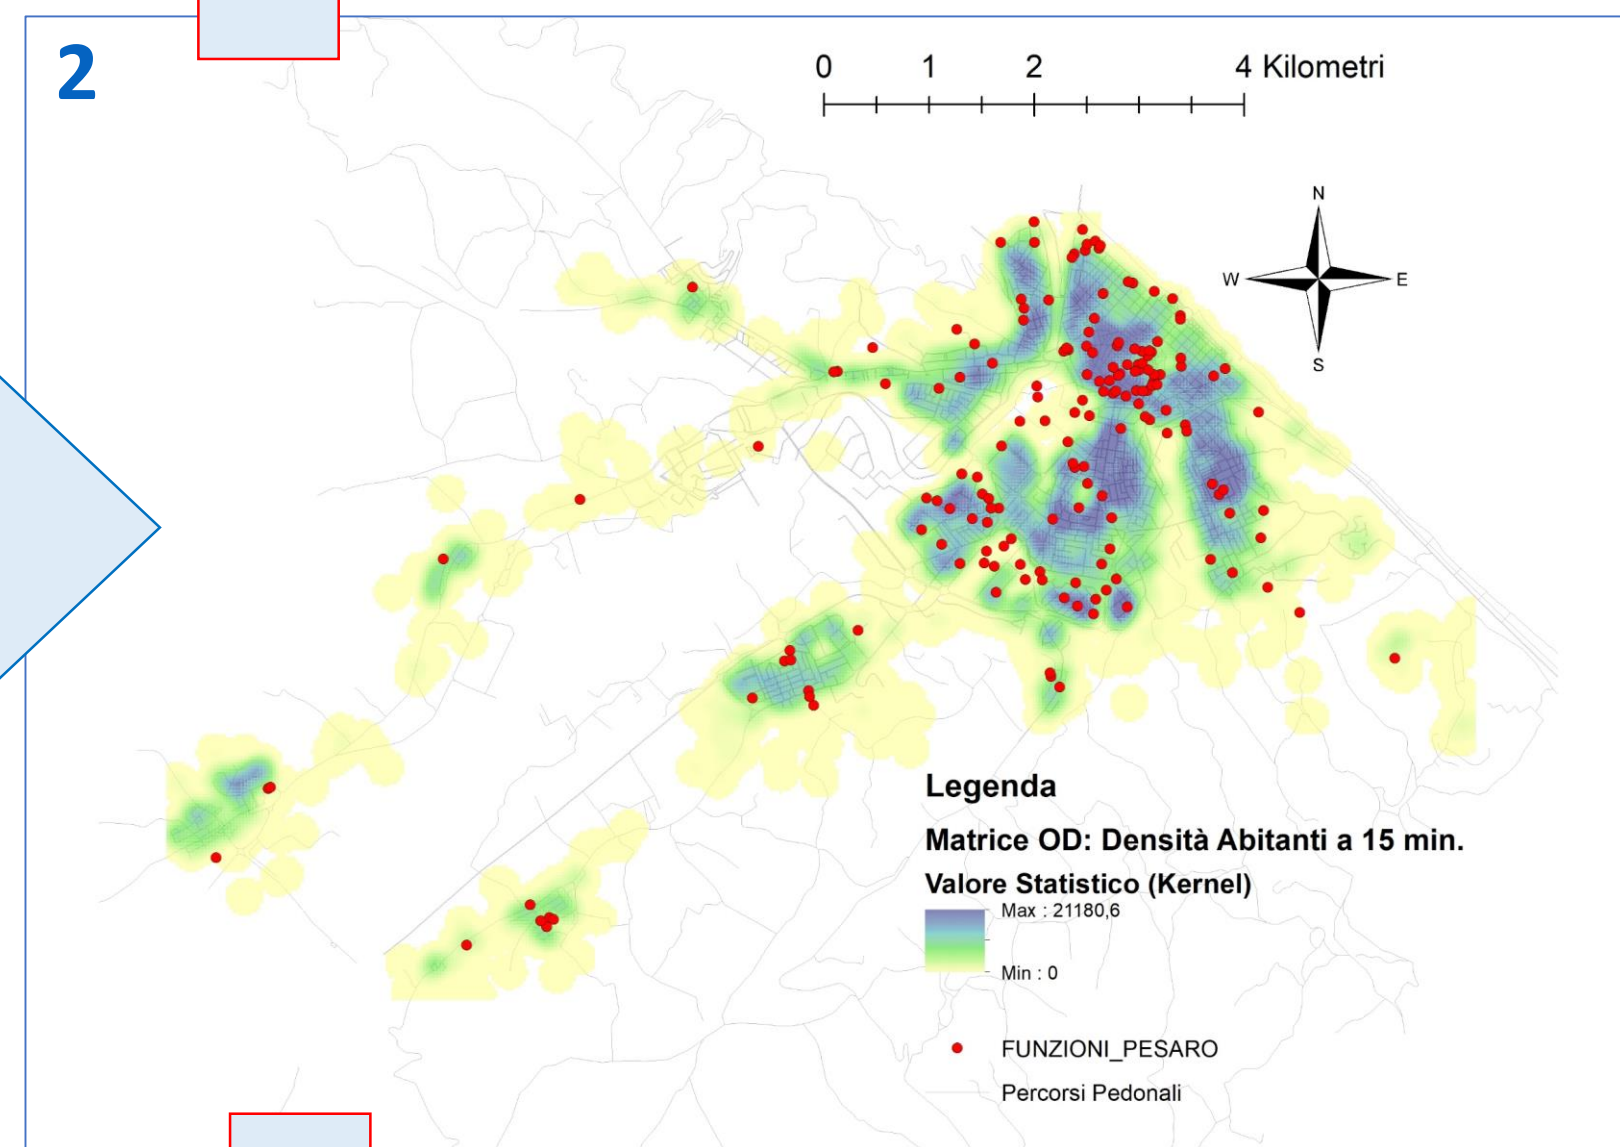 2
0 1 2 4 Kilometri
N
W E
S
Legenda
Matrice OD: Densità Abitanti a 15 min.
Valore Statistico (Kernel)
Max : 21180,6
Min : 0
FUNZIONI_PESARO
Percorsi Pedonali